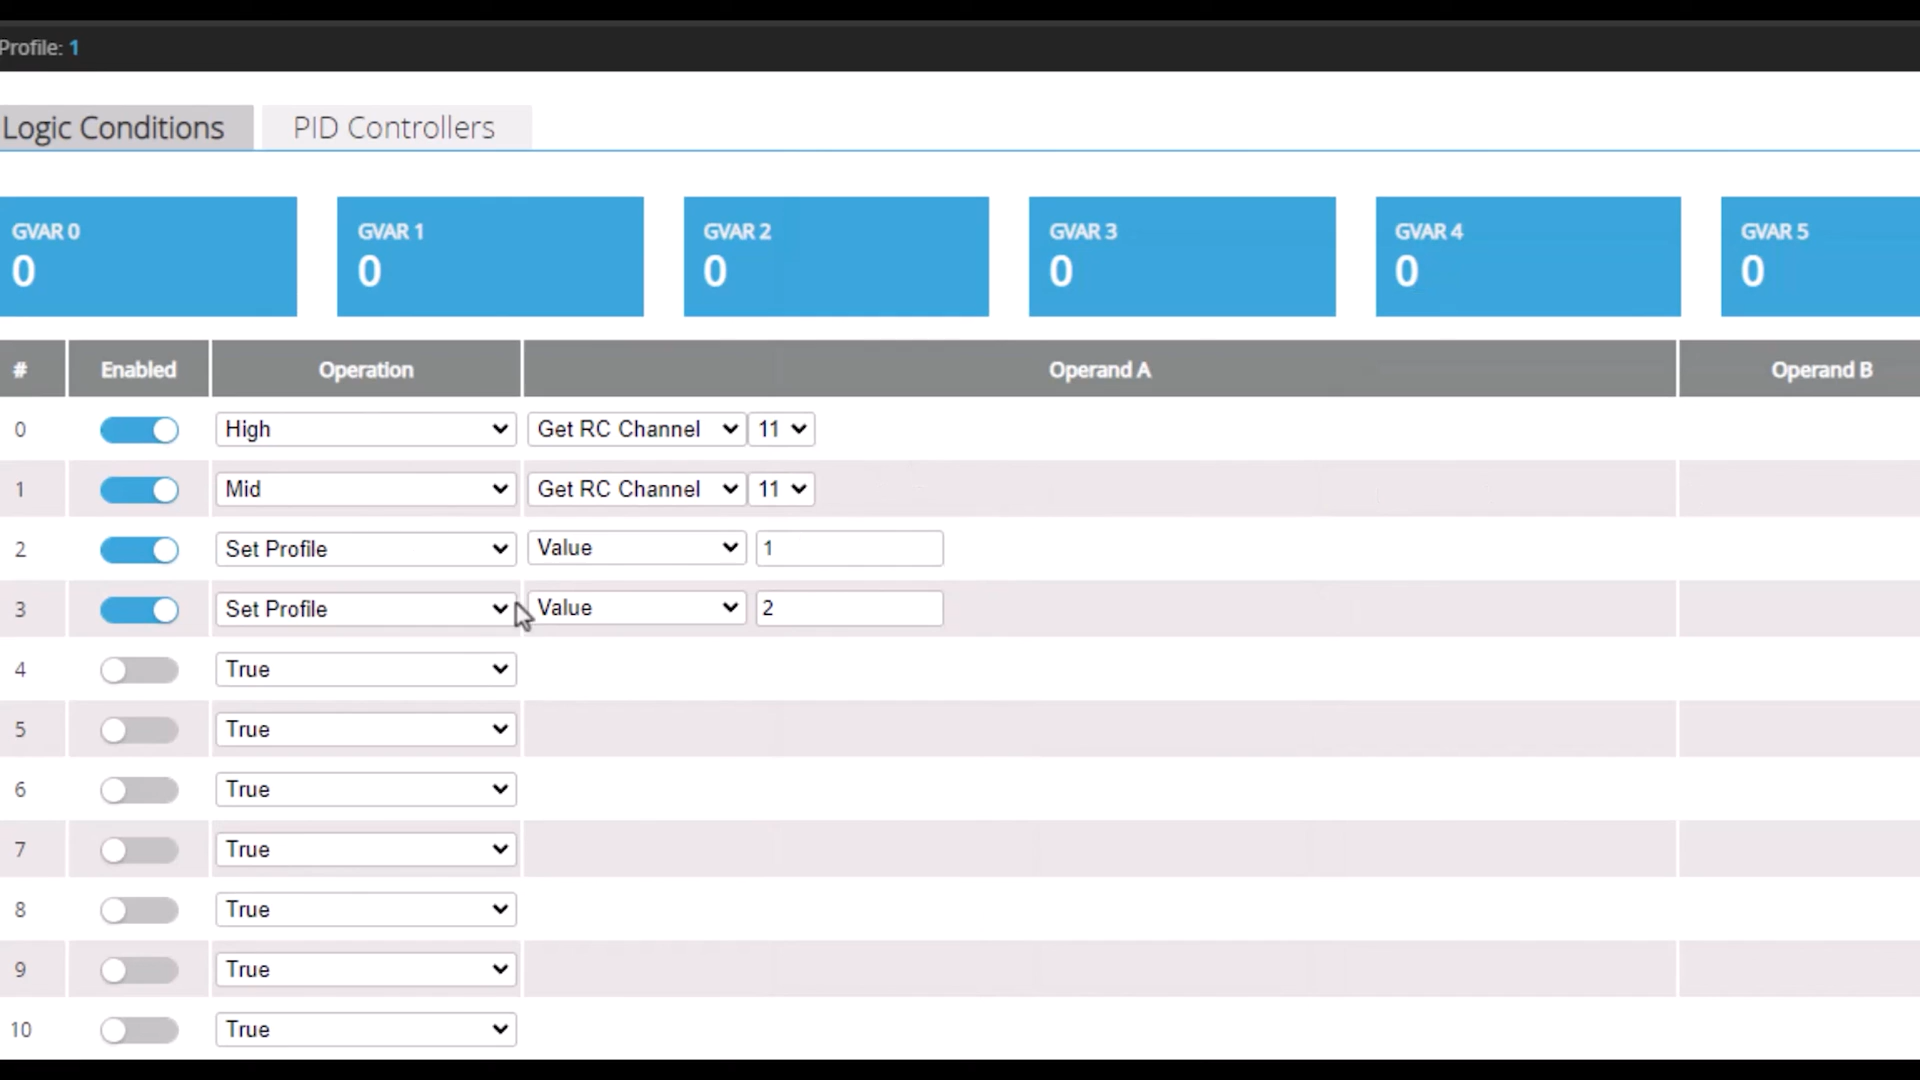 Profile: 1
Logic Conditions PID Controllers
GVAR 0 GVAR 1 GVAR 2 GVAR 3 GVAR 4 GVAR 5
0 0 0 0 0 0
# Enabled Operation Operand A Operand B
0 High Get RC Channel 11
1 Mid Get RC Channel 11
2 Set Profile Value 1
3 Set Profile Value 2
4 True
5 True
6 True
7 True
8 True
9 True
10 True